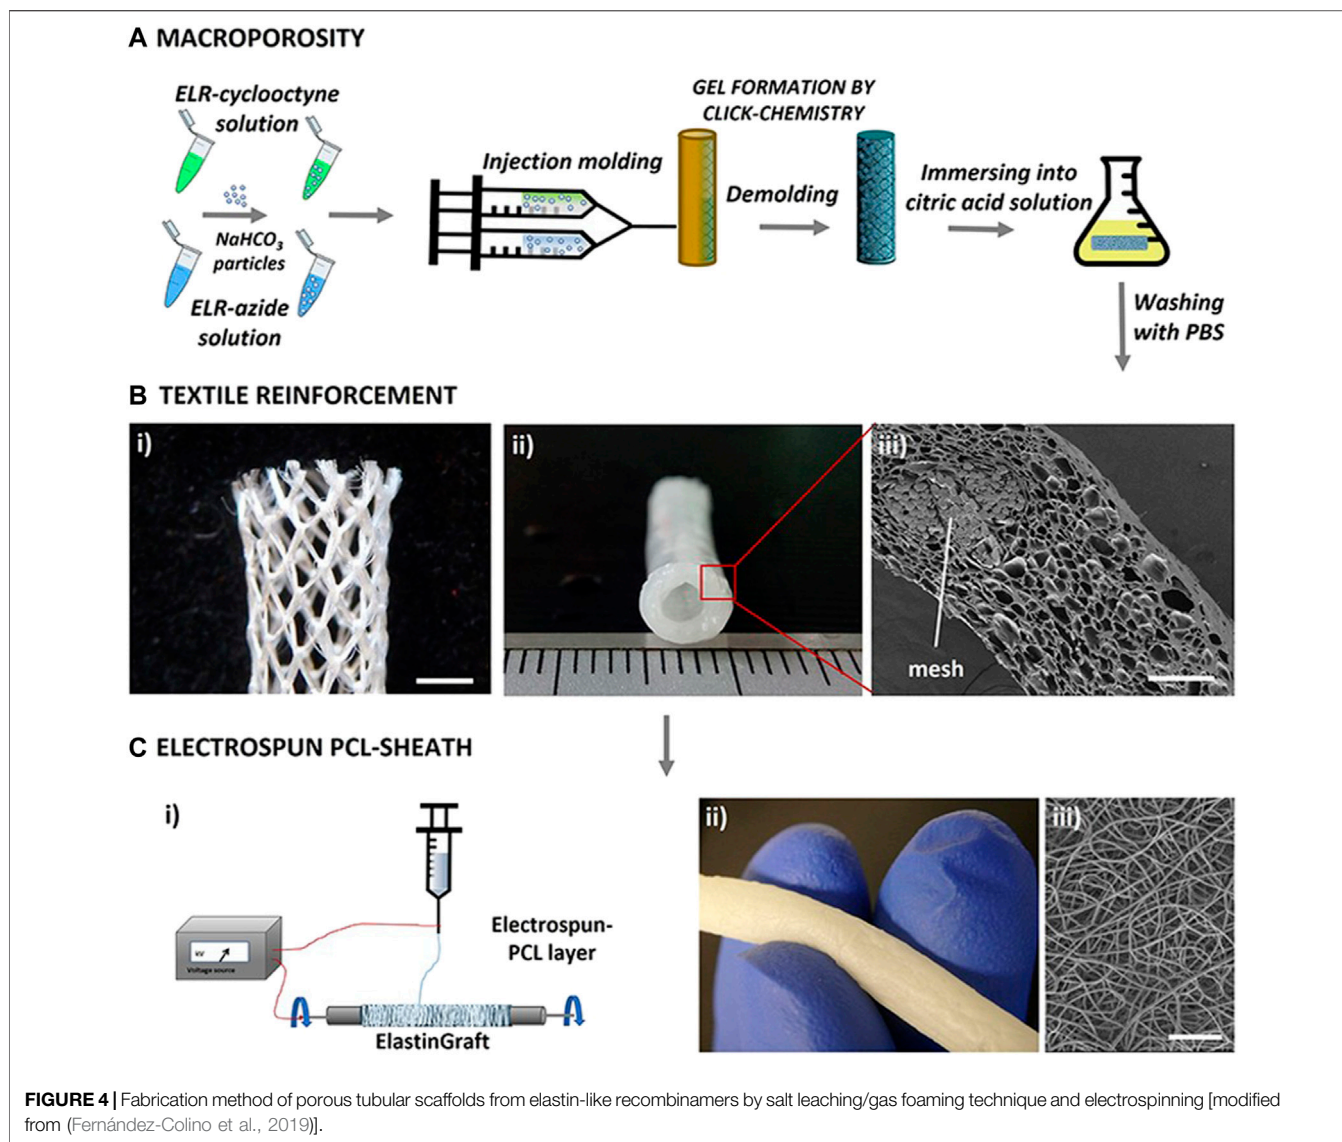 A MACROPOROSITY
ELR-cyclooctyne
solution
NaHCO3
particles
ELR-azide
solution
Injection molding
GEL FORMATION BY
CLICK-CHEMISTRY
Demolding
Immersing into
citric acid solution
Washing
with PBS
B TEXTILE REINFORCEMENT
i)
ii)
iii)
mesh
C ELECTROSPUN PCL-SHEATH
i)
kV
Voltage source
Electrospun-
PCL layer
ElastinGraft
ii)
iii)
FIGURE 4 | Fabrication method of porous tubular scaffolds from elastin-like recombinamers by salt leaching/gas foaming technique and electrospinning [modified
from (Fernández-Colino et al., 2019)].